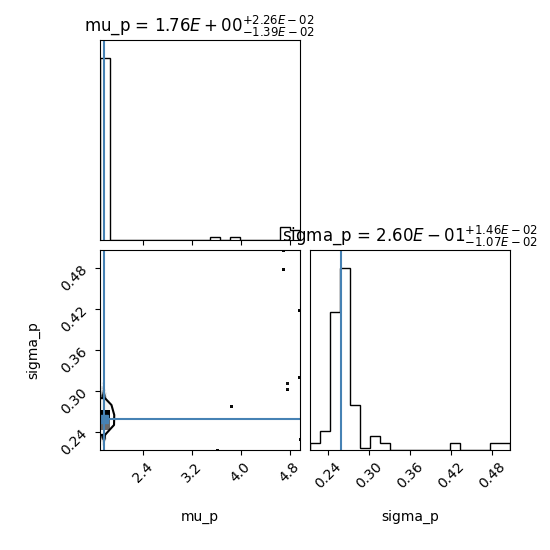 mu_p = 1.76E + 00+2.26E−02 −1.39E−02
sigma_p = 2.60E − 01+1.46E−02 −1.07E−02
sigma_p
0.48
0.42
0.36
0.30
0.24
2.4 3.2 4.0 4.8
0.24 0.30 0.36 0.42 0.48
mu_p
sigma_p